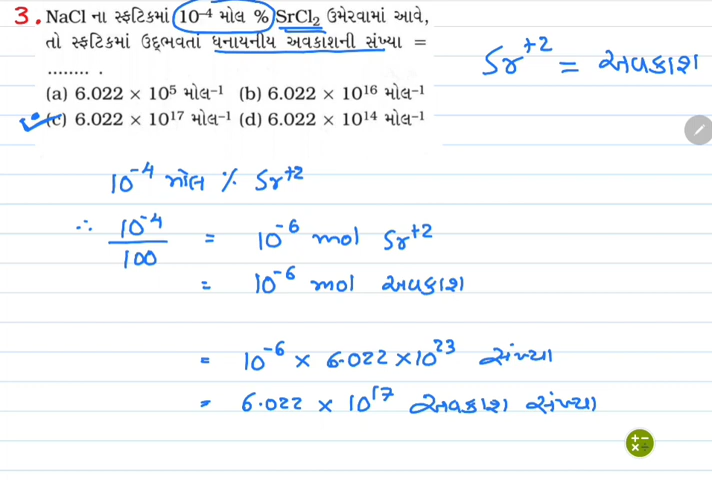 3. NaCl ના સ્ફટિકમાં 10⁻⁴ મોલ % SrCl₂ ઉમેરવામાં આવે,
તો સ્ફટિકમાં ઉદ્ભવતાં ધનાયનીય અવકાશની સંખ્યા =
........ .
(a) 6.022 × 10⁵ મોલ⁻¹ (b) 6.022 × 10¹⁶ મોલ⁻¹
(c) 6.022 × 10¹⁷ મોલ⁻¹ (d) 6.022 × 10¹⁴ મોલ⁻¹
Sr⁺² = અવકાશ
10⁻⁴ મોલ % Sr⁺²
∴ 10⁻⁴/100 = 10⁻⁶ mol Sr⁺²
= 10⁻⁶ mol અવકાશ
= 10⁻⁶ × 6.022 × 10²³ સંખ્યા
= 6.022 × 10¹⁷ અવકાશ સંખ્યા